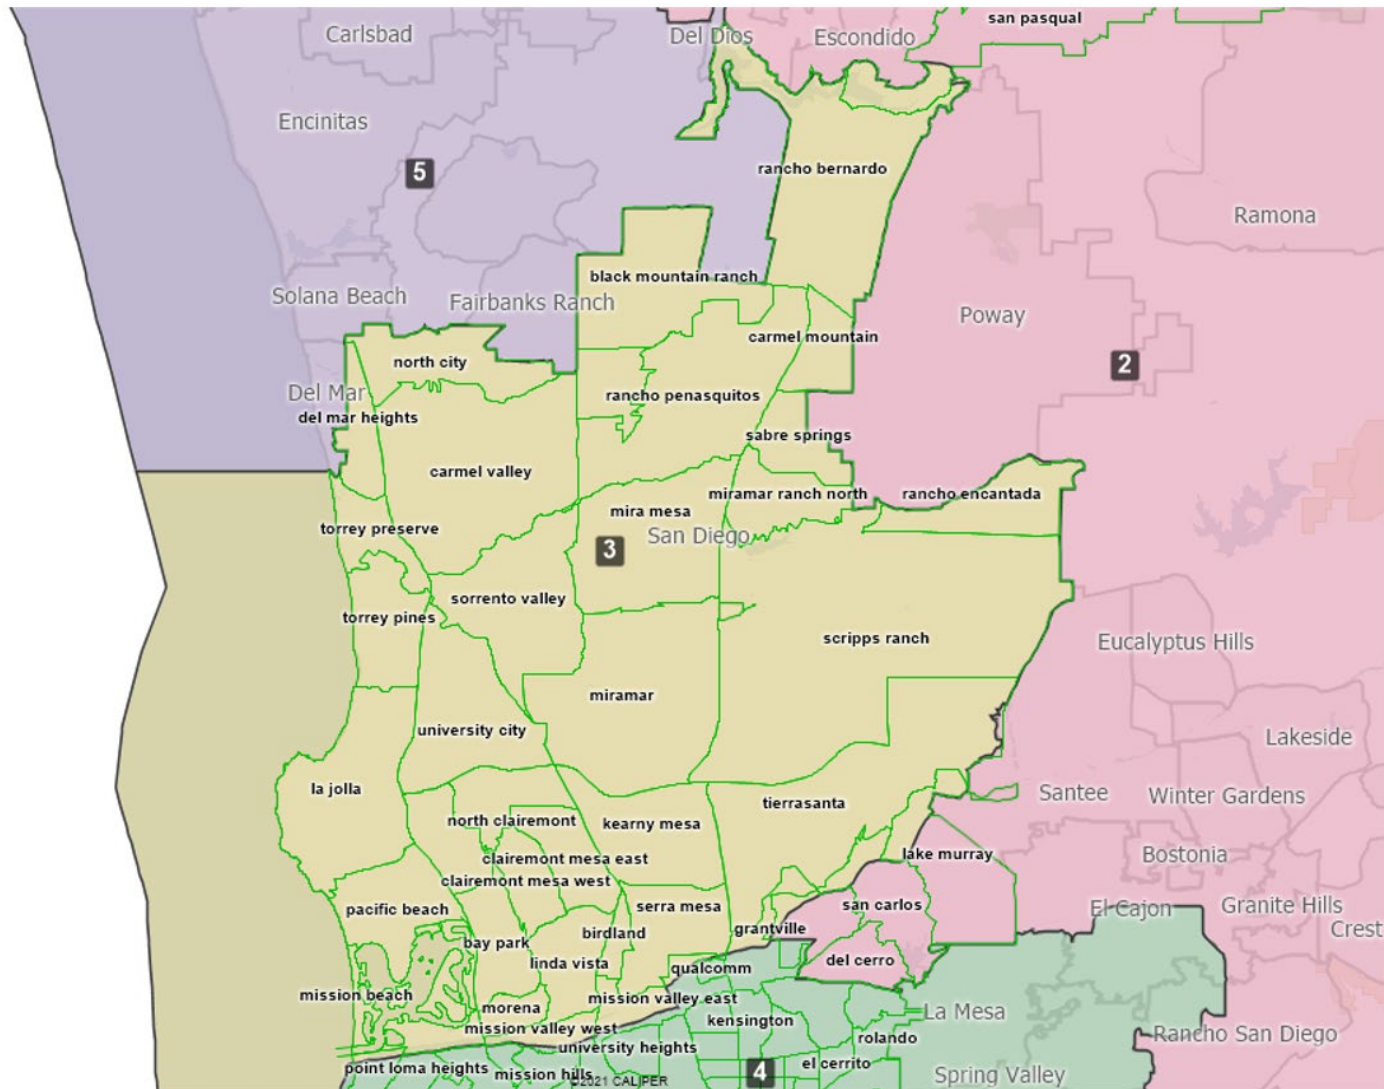 san pasqual
Carlsbad
Del Dios
Escondido
Encinitas
5
rancho bernardo
Ramona
black mountain ranch
Solana Beach
Fairbanks Ranch
Poway
carmel mountain
north city
2
Del Mar
rancho penasquitos
del mar heights
sabre springs
carmel valley
miramar ranch north
rancho encantada
mira mesa
torrey preserve
San Diego
3
sorrento valley
torrey pines
scripps ranch
Eucalyptus Hills
miramar
university city
Lakeside
la jolla
Santee
Winter Gardens
tierrasanta
north clairemont
kearny mesa
clairemont mesa east
lake murray
Bostonia
clairemont mesa west
pacific beach
serra mesa
san carlos
El Cajon
Granite Hills
grantville
Crest
birdland
bay park
linda vista
del cerro
qualcomm
mission beach
mission valley east
morena
La Mesa
kensington
mission valley west
Rancho San Diego
rolando
university heights
el cerrito
point loma heights
mission hills
4
Spring Valley
©2021 CALIPER